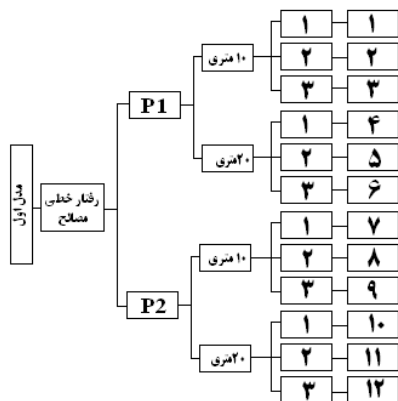 مدل اول
رفتار خطی
مصالح
P1
۱۰ متری
۱ ۱
۲ ۲
۳ ۳
۲۰متری
۱ ۴
۲ ۵
۳ ۶
P2
۱۰ متری
۱ ۷
۲ ۸
۳ ۹
۲۰متری
۱ ۱۰
۲ ۱۱
۳ ۱۲